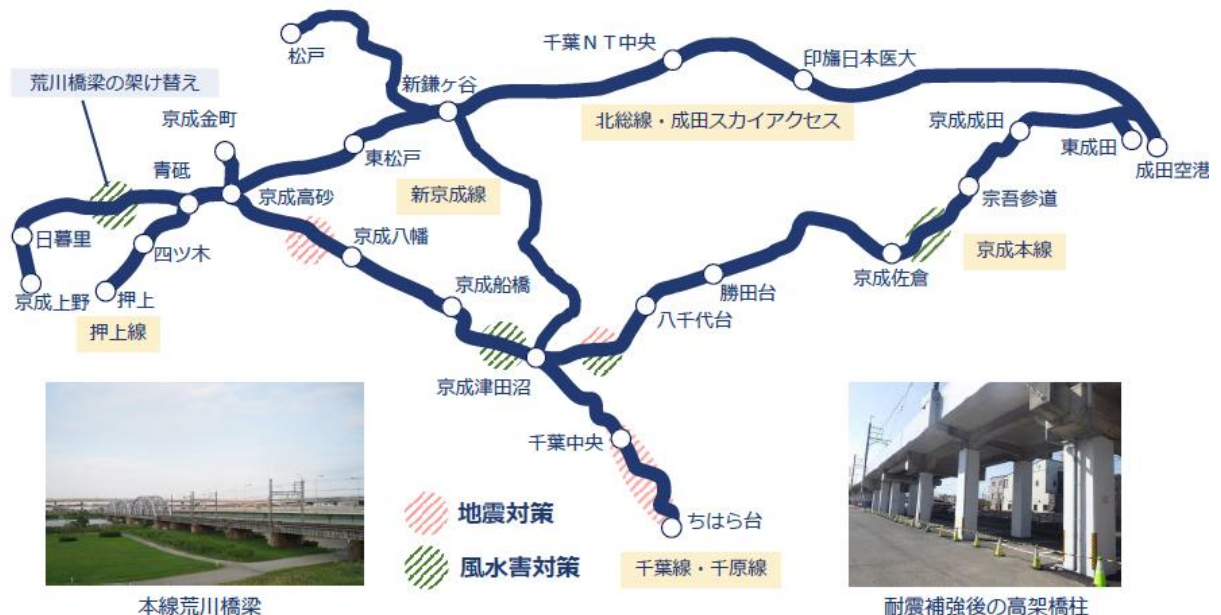 松戸
千葉NT中央
印旛日本医大
荒川橋梁の架け替え
新鎌ヶ谷
京成金町
北総線・成田スカイアクセス
京成成田
東成田
成田空港
青砥
東松戸
京成高砂
新京成線
宗吾参道
日暮里
四ツ木
京成八幡
京成本線
京成佐倉
京成上野
押上
京成船橋
勝田台
八千代台
押上線
京成津田沼
千葉中央
地震対策
ちはら台
風水害対策
千葉線・千原線
本線荒川橋梁
耐震補強後の高架橋柱